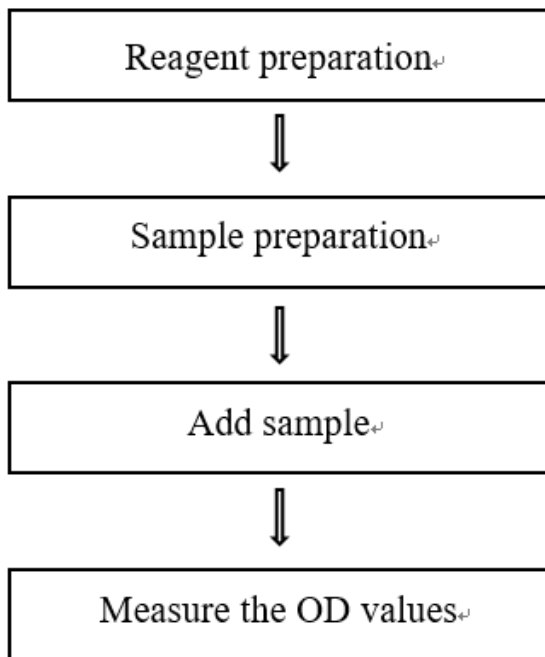 Reagent preparation
Sample preparation
Add sample
Measure the OD values